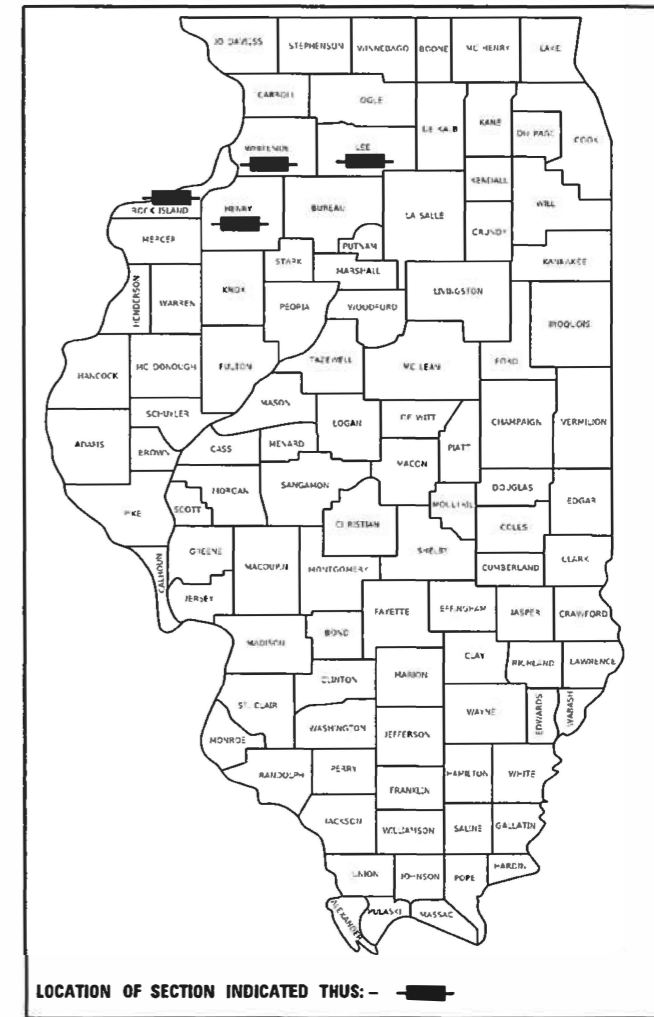 JO DAVIESS STEPHENSON WINNEBAGO BOONE MC HENRY LAKE
CARROLL OGLE DE KALB KANE DU PAGE COOK
WHITESIDE LEE
KENDALL WILL
ROCK ISLAND HENRY BUREAU LA SALLE GRUNDY
MERCER PUTNAM KANKAKEE
STARK MARSHALL
HENDERSON WARREN KNOX PEORIA WOODFORD LIVINGSTON IROQUOIS
HANCOCK MC DONOUGH FULTON TAZEWELL MC LEAN FORD
MASON
SCHUYLER LOGAN DE WITT CHAMPAIGN VERMILION
ADAMS BROWN CASS MENARD PIATT
MACON
MORGAN SANGAMON DOUGLAS
PIKE SCOTT MOULTRIE EDGAR
CHRISTIAN COLES
GREENE MACOUPIN SHELBY CLARK
CALHOUN MONTGOMERY CUMBERLAND
JERSEY FAYETTE EFFINGHAM JASPER CRAWFORD
MADISON BOND
CLAY RICHLAND LAWRENCE
CLINTON MARION
ST. CLAIR WAYNE EDWARDS WABASH
WASHINGTON JEFFERSON
MONROE
RANDOLPH PERRY HAMILTON WHITE
FRANKLIN
JACKSON WILLIAMSON SALINE GALLATIN
UNION JOHNSON POPE HARDIN
ALEXANDER PULASKI MASSAC
LOCATION OF SECTION INDICATED THUS: –